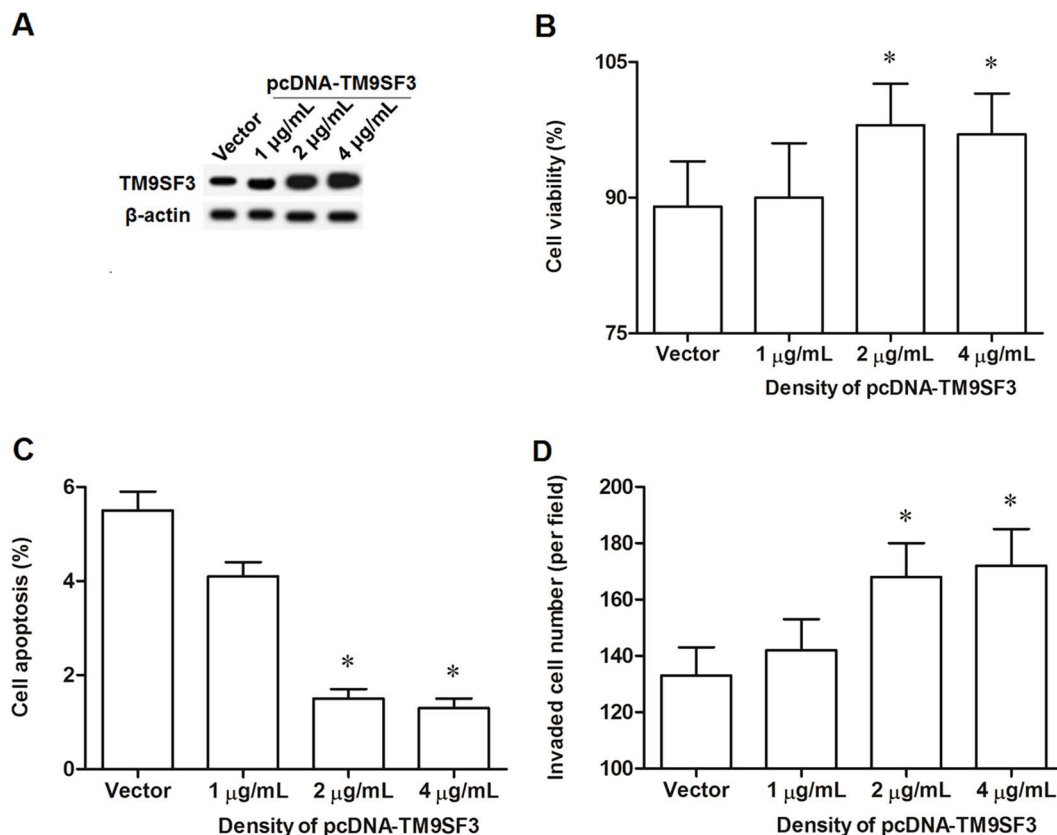 A
pcDNA-TM9SF3
Vector
1 μg/mL
2 μg/mL
4 μg/mL
TM9SF3
β-actin
B
Cell viability (%)
105
90
75
*
*
Vector 1 μg/mL 2 μg/mL 4 μg/mL
Density of pcDNA-TM9SF3
C
Cell apoptosis (%)
6
4
2
0
*
*
Vector 1 μg/mL 2 μg/mL 4 μg/mL
Density of pcDNA-TM9SF3
D
Invaded cell number (per field)
200
180
160
140
120
100
*
*
Vector 1 μg/mL 2 μg/mL 4 μg/mL
Density of pcDNA-TM9SF3